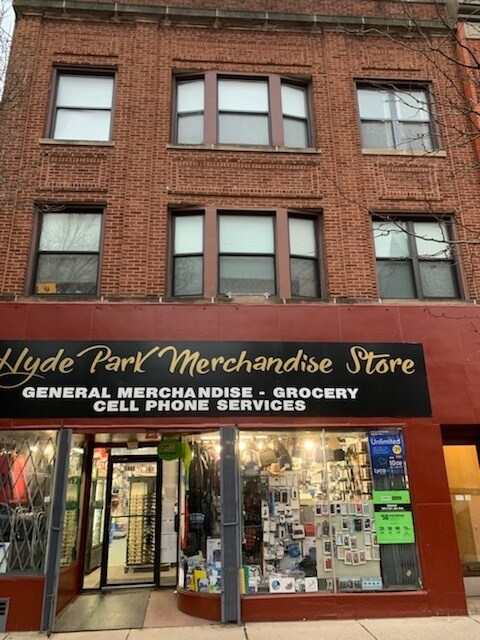 Hyde Park Merchandise Store
GENERAL MERCHANDISE - GROCERY
CELL PHONE SERVICES
Unlimited